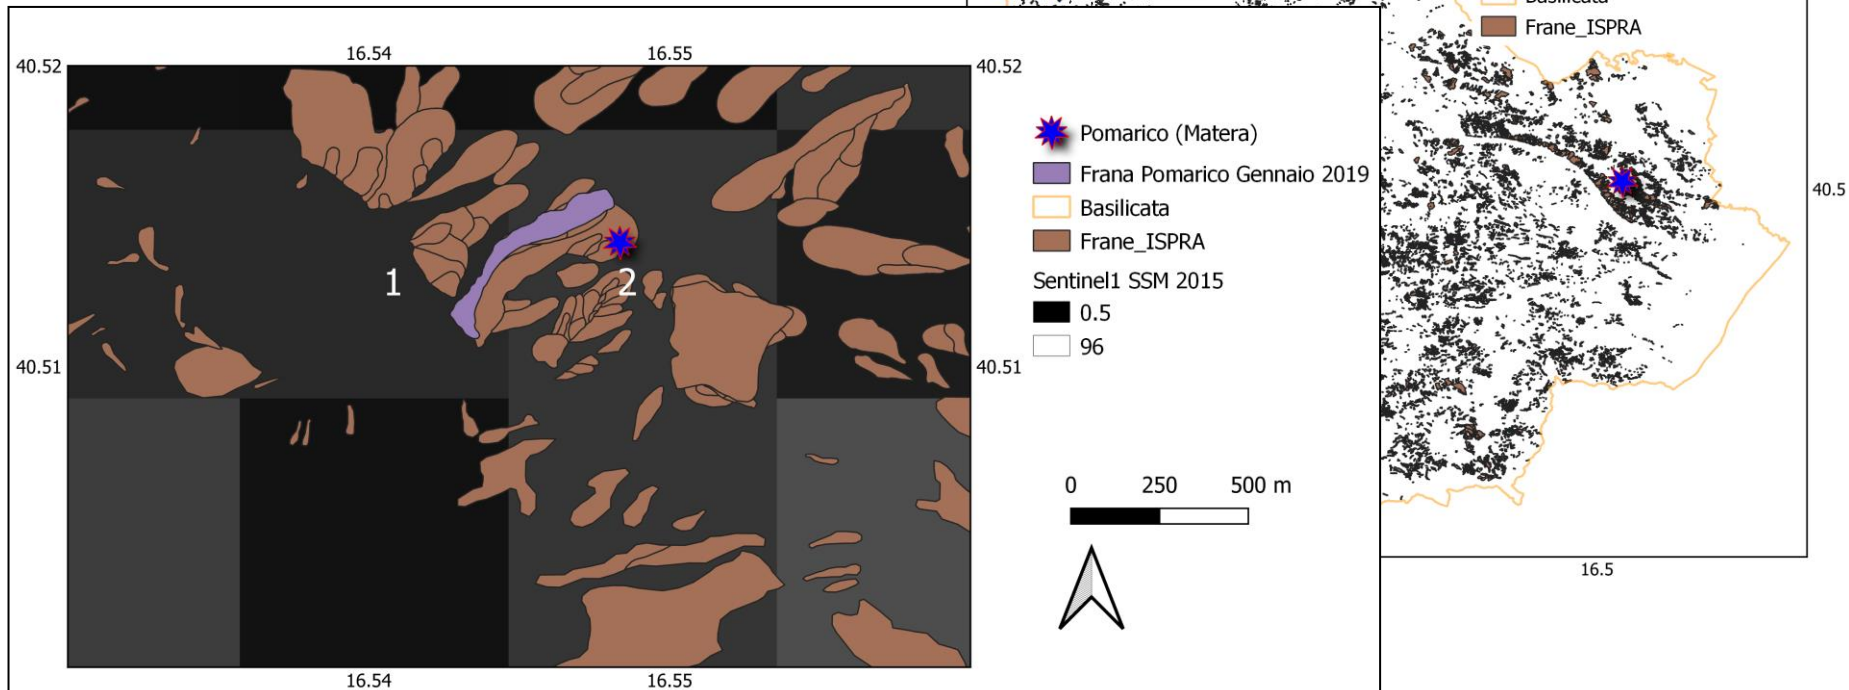 16.54 16.55
40.52 40.52
1
2
40.51 40.51
16.54 16.55
Pomarico (Matera)
Frana Pomarico Gennaio 2019
Basilicata
Frane_ISPRA
Sentinel1 SSM 2015
0.5
96
0 250 500 m
Basilicata
Frane_ISPRA
40.5
16.5